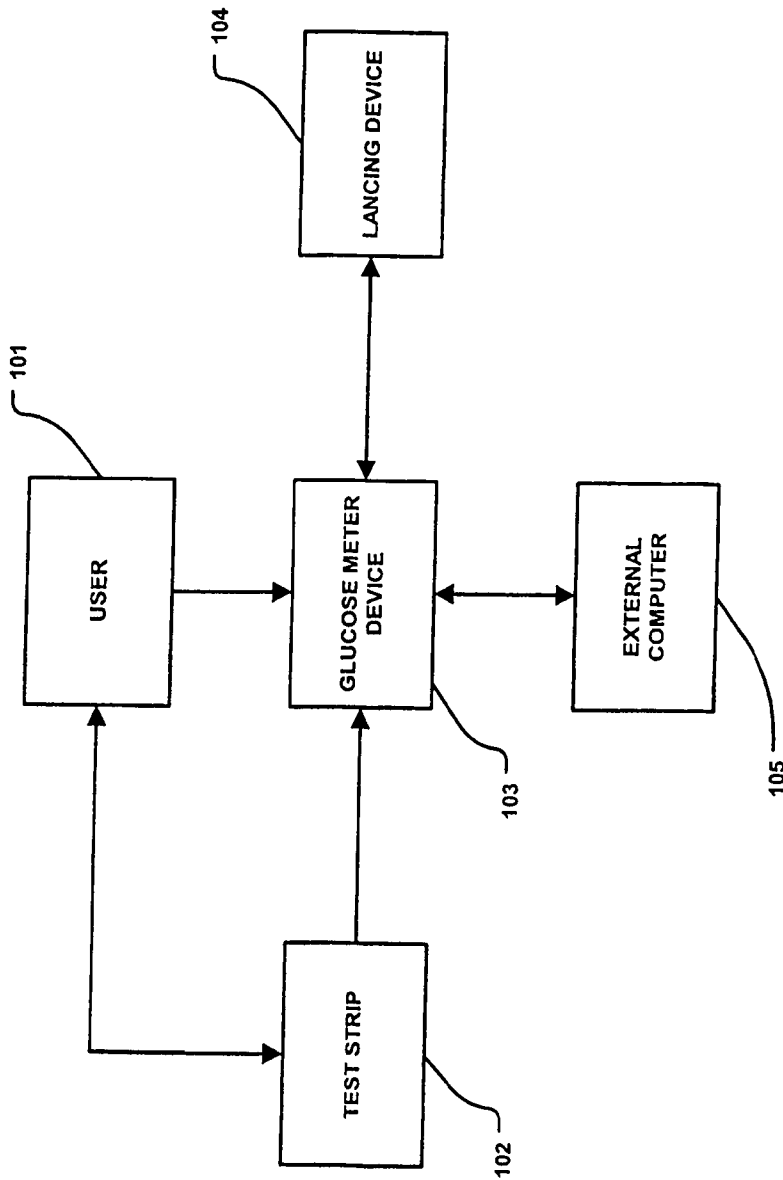 101
USER
TEST STRIP
102
GLUCOSE METER
DEVICE
103
LANCING DEVICE
104
EXTERNAL
COMPUTER
105